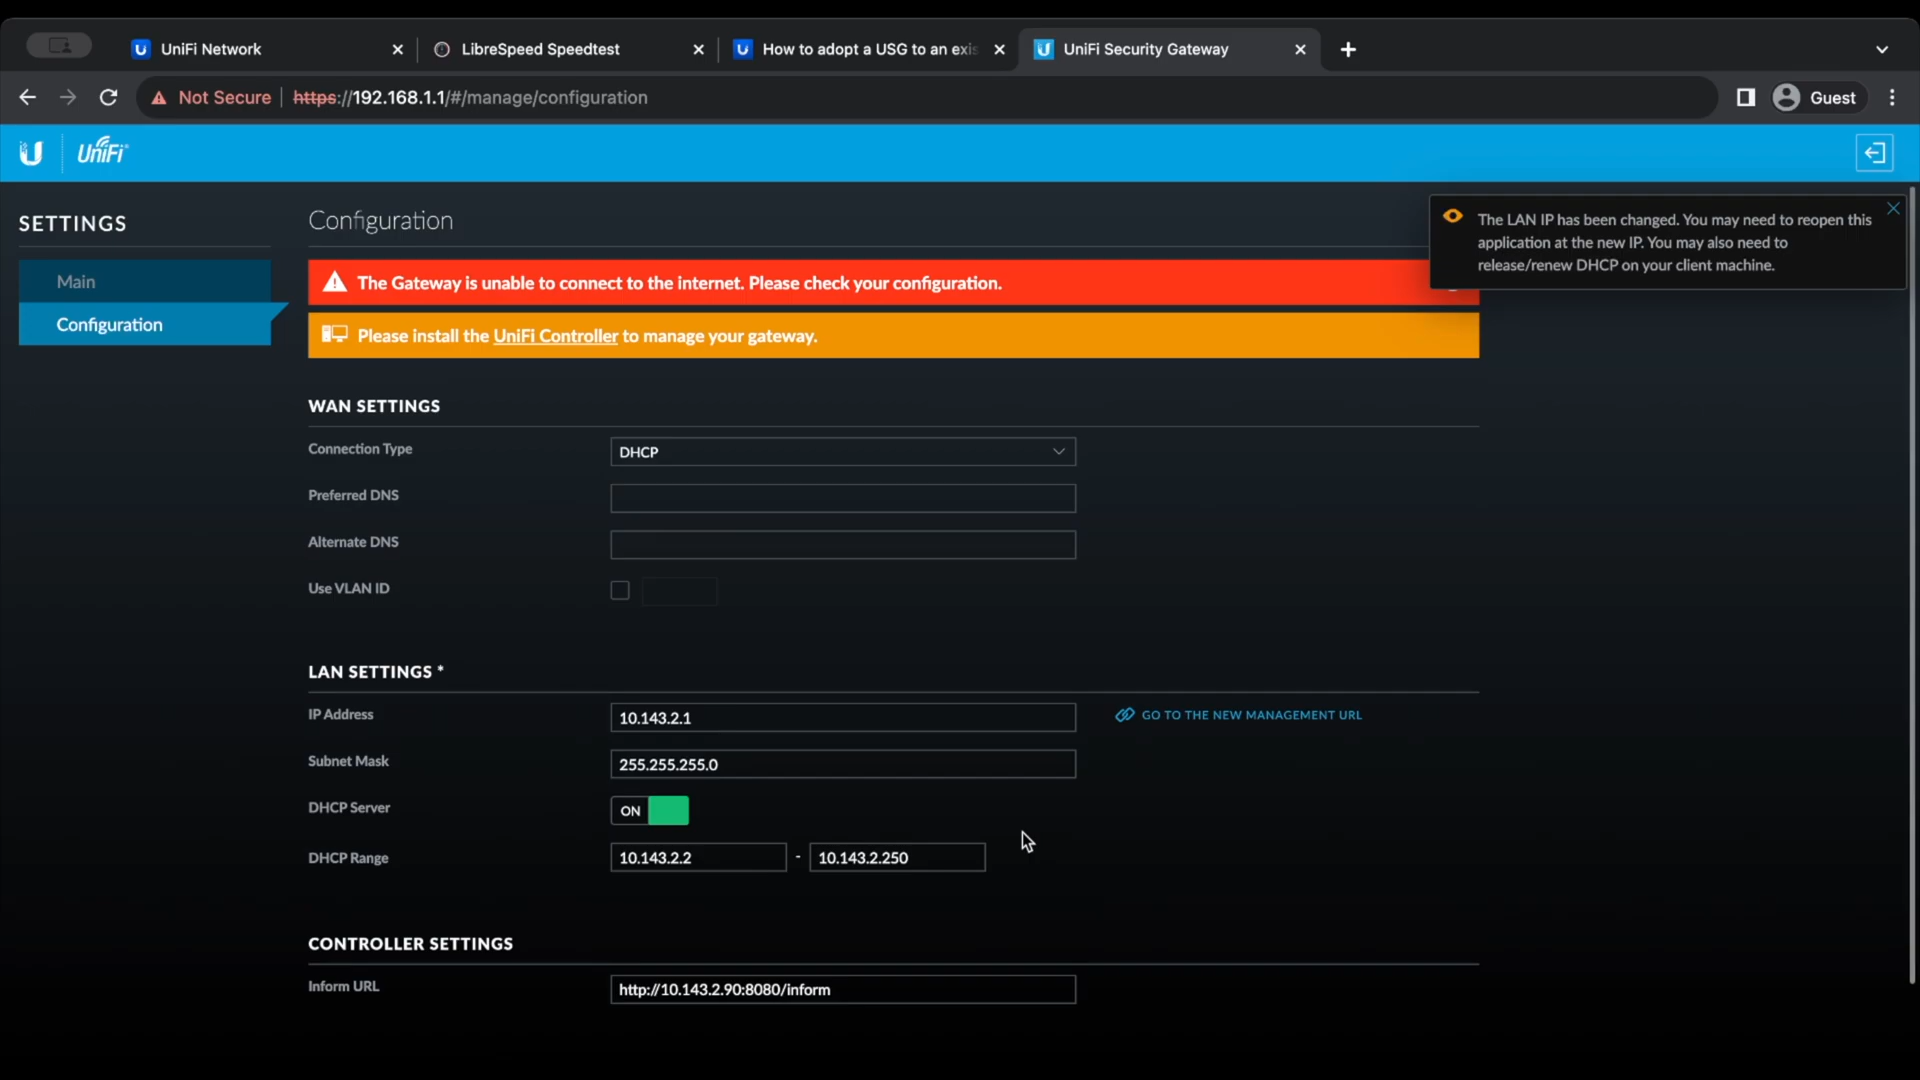 UniFi Network
LibreSpeed Speedtest
How to adopt a USG to an exis
UniFi Security Gateway
Not Secure
https://192.168.1.1/#/manage/configuration
Guest
UniFi
SETTINGS
Main
Configuration
Configuration
The LAN IP has been changed. You may need to reopen this
application at the new IP. You may also need to
release/renew DHCP on your client machine.
The Gateway is unable to connect to the internet. Please check your configuration.
Please install the UniFi Controller to manage your gateway.
WAN SETTINGS
Connection Type
DHCP
Preferred DNS
Alternate DNS
Use VLAN ID
LAN SETTINGS *
IP Address
10.143.2.1
GO TO THE NEW MANAGEMENT URL
Subnet Mask
255.255.255.0
DHCP Server
ON
DHCP Range
10.143.2.2 - 10.143.2.250
CONTROLLER SETTINGS
Inform URL
http://10.143.2.90:8080/inform